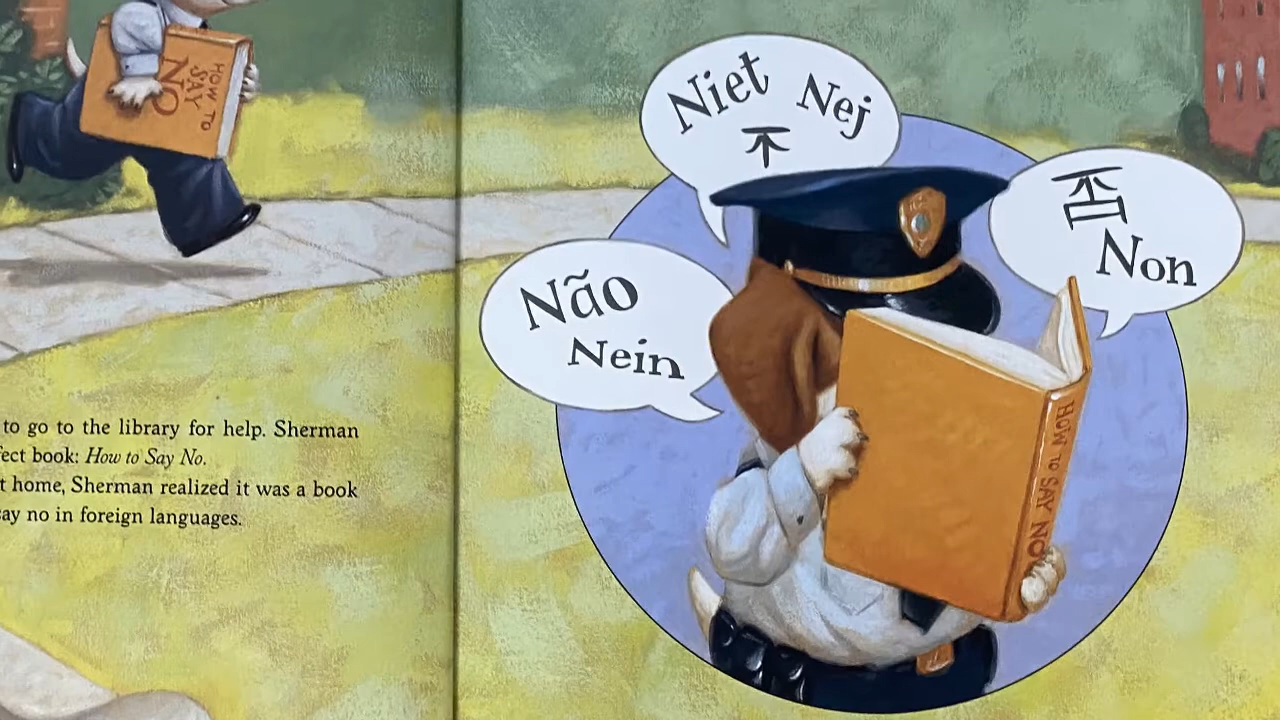 HOW TO
SAY
NO
to go to the library for help. Sherman
ect book: How to Say No.
t home, Sherman realized it was a book
ay no in foreign languages.
Niet Nej
不
否
Non
Não
Nein
HOW TO SAY NO